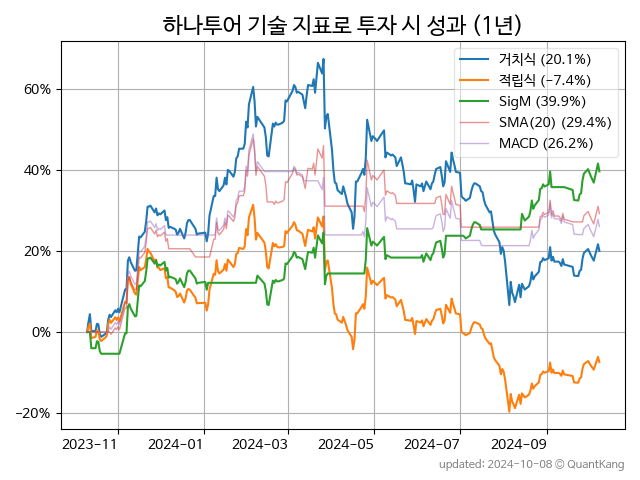 하나투어 기술 지표로 투자 시 성과 (1년)
거치식 (20.1%)
적립식 (-7.4%)
SigM (39.9%)
SMA(20) (29.4%)
MACD (26.2%)
60%
40%
20%
0%
-20%
2023-11 2024-01 2024-03 2024-05 2024-07 2024-09
updated: 2024-10-08 © QuantKang